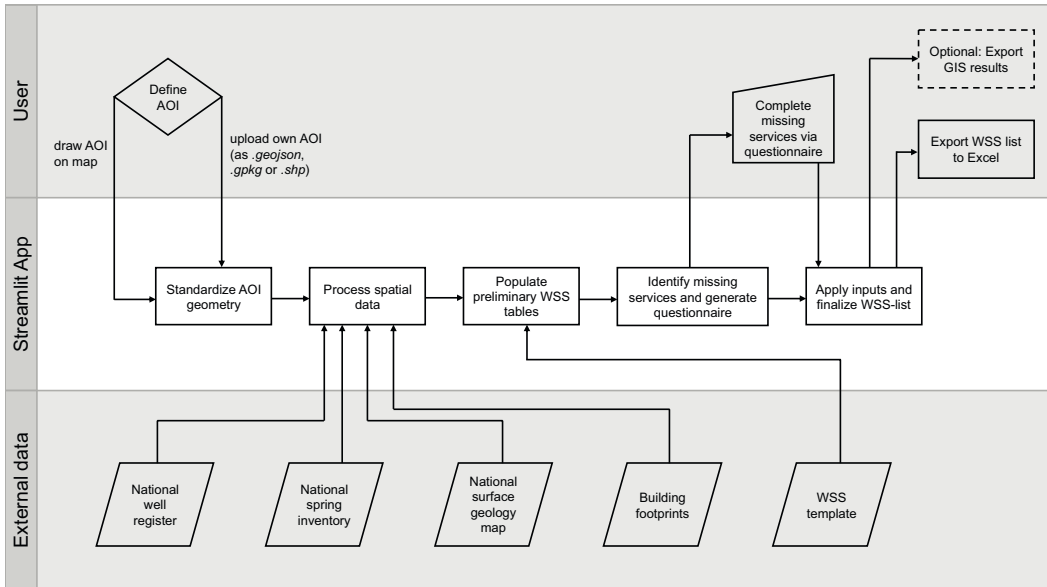 User
Define
AOI
draw AOI
on map
upload own AOI
(as .geojson,
.gpkg or .shp)
Complete
missing
services via
questionnaire
Optional: Export
GIS results
Export WSS list
to Excel
Streamlit App
Standardize AOI
geometry
Process spatial
data
Populate
preliminary WSS
tables
Identify missing
services and generate
questionnaire
Apply inputs and
finalize WSS-list
External data
National
well
register
National
spring
inventory
National
surface
geology
map
Building
footprints
WSS
template